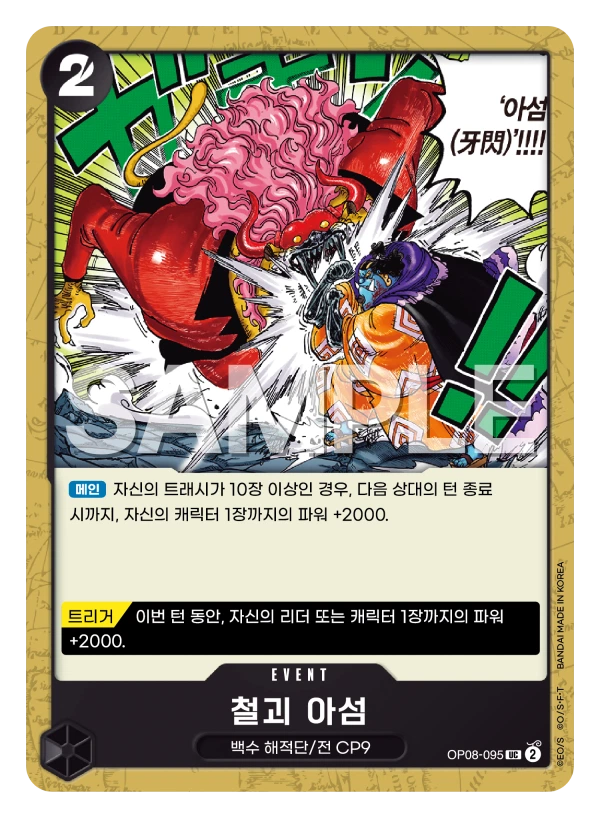 2
‘아섬
(牙閃)’!!!!
SAMPLE
메인 자신의 트래시가 10장 이상인 경우, 다음 상대의 턴 종료
시까지, 자신의 캐릭터 1장까지의 파워 +2000.
트리거 이번 턴 동안, 자신의 리더 또는 캐릭터 1장까지의 파워
+2000.
EVENT
철괴 아섬
백수 해적단/전 CP9
OP08-095 UC 2
©EO/S ©O/S·F·T BANDAI MADE IN KOREA